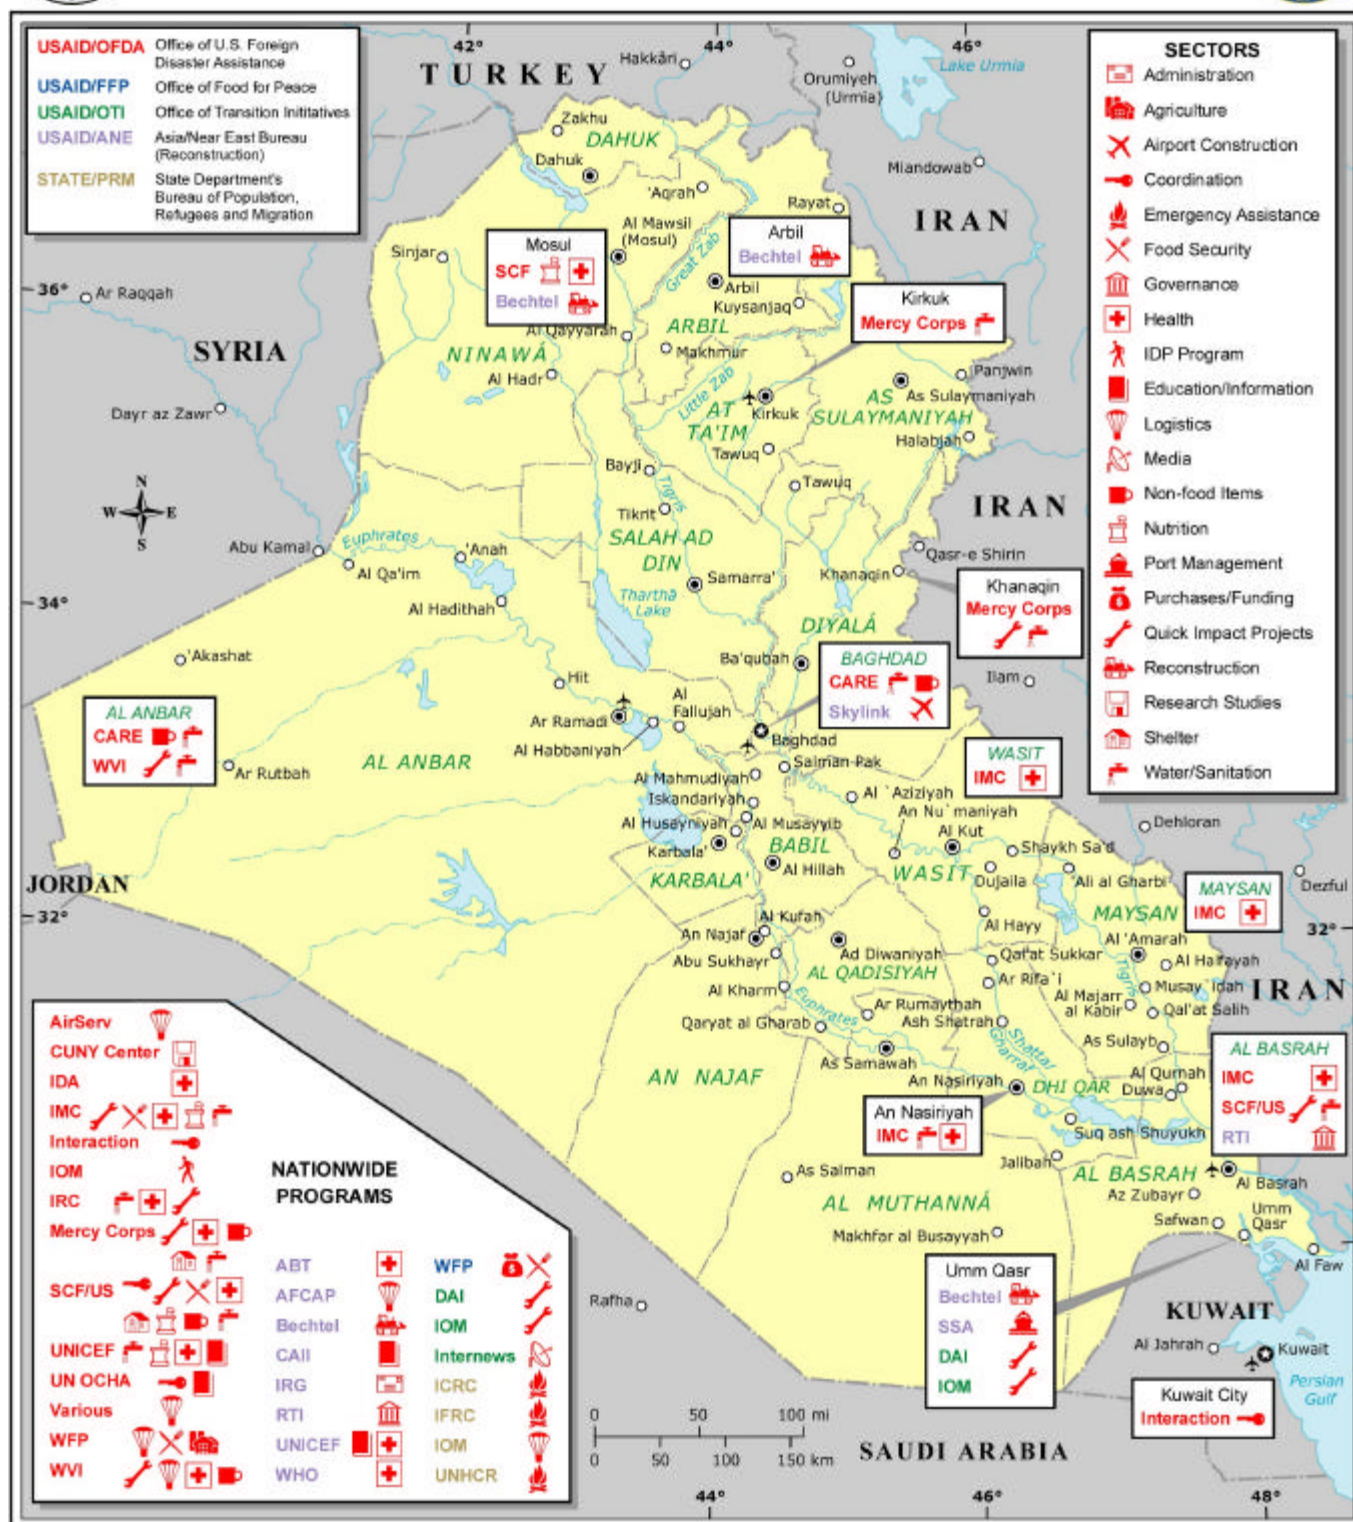 USAID/OFDA Office of U.S. Foreign
Disaster Assistance
USAID/FFP Office of Food for Peace
USAID/OTI Office of Transition Inititatives
USAID/ANE Asia/Near East Bureau
(Reconstruction)
STATE/PRM State Department's
Bureau of Population,
Refugees and Migration
42°
44°
46°
TURKEY
Hakkâri
Orumiyeh
(Urmia)
Lake Urmia
Miandowab
SECTORS
Administration
Agriculture
Airport Construction
Coordination
Emergency Assistance
Food Security
Governance
Health
IDP Program
Education/Information
Logistics
Media
Non-food Items
Nutrition
Port Management
Purchases/Funding
Quick Impact Projects
Reconstruction
Research Studies
Shelter
Water/Sanitation
Zakhu
DAHUK
Dahuk
'Aqrah
Rayat
IRAN
Al Mawsil
(Mosul)
Sinjar
Mosul
SCF
Bechtel
Great Zab
Arbil
Bechtel
Arbil
Kuysanjaq
Kirkuk
Mercy Corps
36°
Ar Raqqah
SYRIA
Al Qayyarah
ARBIL
Makhmur
NINAWÁ
Al Hadr
Little Zab
Panjwin
As Sulaymaniyah
AS
SULAYMANIYAH
AT
TA'IM
Kirkuk
Dayr az Zawr
Halabjah
Tawuq
Bayji
Tawuq
Tigris
Tikrit
IRAN
N
W E
S
Abu Kamal
Euphrates
'Anah
SALAH AD
DIN
Qasr-e Shirin
Al Qa'im
Samarra'
Khanaqin
Khanaqin
Mercy Corps
34°
Al Hadithah
Tharthā
Lake
DIYALÁ
'Akashat
Ba'qubah
BAGHDAD
CARE
Skylink
Ilam
Hit
AL ANBAR
CARE
WVI
Ar Ramadi
Al
Fallujah
Al Habbaniyah
Baghdad
Salman Pak
WASIT
IMC
Ar Rutbah
AL ANBAR
Al Mahmudiyah
Iskandariyah
Al `Aziziyah
An Nu`maniyah
Al Husayniyah
Al Musayyib
Al Kut
Dehloran
Karbala'
BABIL
Shaykh Sa'd
Al Hillah
WASIT
Dujaila
'Ali al Gharbi
JORDAN
KARBALA'
MAYSAN
IMC
Dezful
32°
Al Kufah
Al Hayy
MAYSAN
32°
An Najaf
Ad Diwaniyah
Al 'Amarah
Abu Sukhayr
Qal'at Sukkar
Al Halfayah
AL QADISIYAH
Ar Rifa`i
Tigris
Musay`idah
IRAN
Al Kharm
Euphrates
Al Majarr
al Kabir
Qal'at Salih
Ar Rumaythah
Qaryat al Gharab
Ash Shatrah
Shattal
Gharraf
As Sulayb
As Samawah
AL BASRAH
IMC
SCF/US
RTI
AN NAJAF
An Nasiriyah
DHI QAR
Al Qurnah
Duwa
An Nasiriyah
IMC
Suq ash Shuyukh
Jalibah
As Salman
AL BASRAH
Al Basrah
Az Zubayr
AL MUTHANNÁ
Safwan
Umm
Qasr
Makhfar al Busayyah
Al Faw
Umm Qasr
Bechtel
SSA
DAI
IOM
Rafha
KUWAIT
Al Jahrah
Kuwait
Persian
Gulf
Kuwait City
Interaction
SAUDI ARABIA
0 50 100 mi
0 50 100 150 km
44°
46°
48°
AirServ
CUNY Center
IDA
IMC
Interaction
IOM
IRC
Mercy Corps
SCF/US
UNICEF
UN OCHA
Various
WFP
WVI
NATIONWIDE
PROGRAMS
ABT
AFCAP
Bechtel
CAII
IRG
RTI
UNICEF
WHO
WFP
DAI
IOM
Internews
ICRC
IFRC
IOM
UNHCR